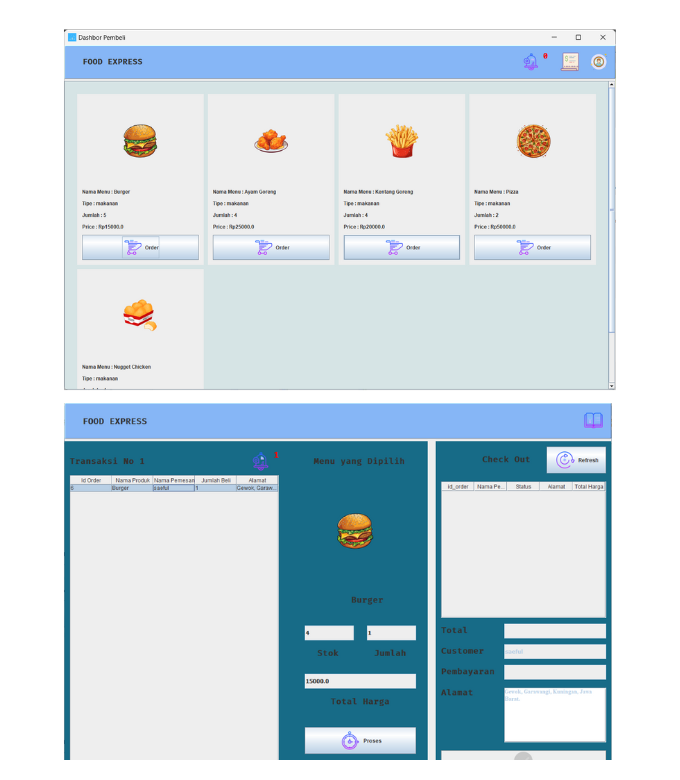 Dashbor Pembeli
FOOD EXPRESS
0
Nama Menu : Burger
Tipe : makanan
Jumlah : 5
Price : Rp15000.0
Order
Nama Menu : Ayam Goreng
Tipe : makanan
Jumlah : 4
Price : Rp25000.0
Order
Nama Menu : Kentang Goreng
Tipe : makanan
Jumlah : 4
Price : Rp20000.0
Order
Nama Menu : Pizza
Tipe : makanan
Jumlah : 2
Price : Rp50000.0
Order
Nama Menu : Nugget Chicken
Tipe : makanan
FOOD EXPRESS
Transaksi No 1
1
Id Order Nama Produk Nama Pemesan Jumlah Beli Alamat
6 Burger saeful 1 Gewok, Garaw...
Menu yang Dipilih
Burger
4 1
Stok Jumlah
15000.0
Total Harga
Proses
Check Out
Refresh
Id_order Nama Pe... Status Alamat Total Harga
Total
Customer saeful
Pembayaran
Alamat Gewok, Garawangi, Kuningan, Jawa
Barat.